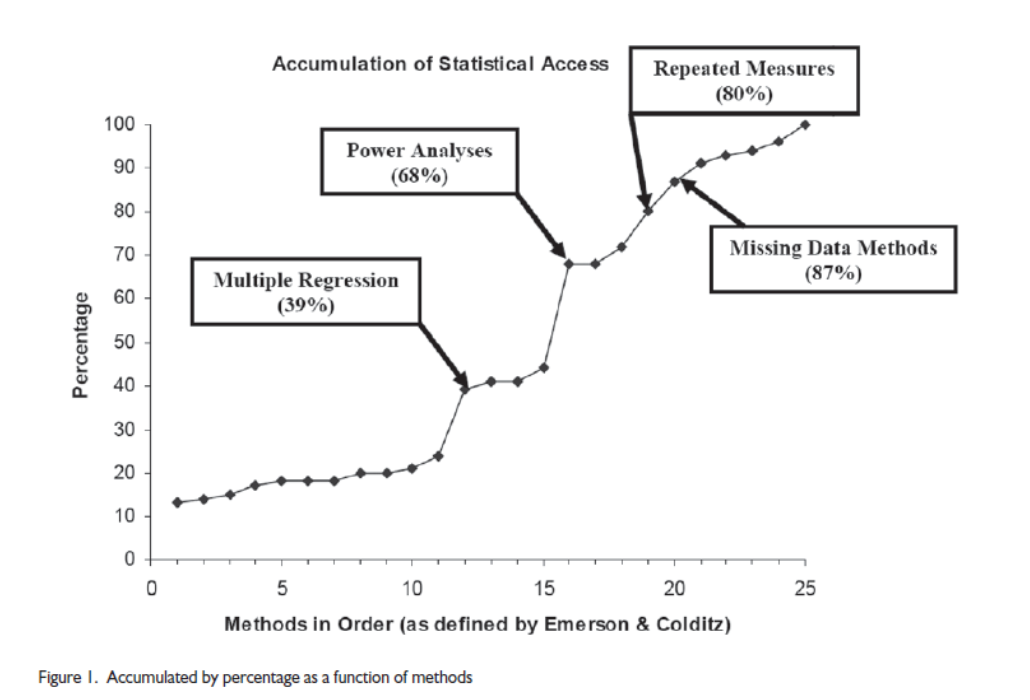 Accumulation of Statistical Access
Repeated Measures
(80%)
Power Analyses
(68%)
Missing Data Methods
(87%)
Multiple Regression
(39%)
Percentage
100
90
80
70
60
50
40
30
20
10
0
0 5 10 15 20 25
Methods in Order (as defined by Emerson & Colditz)
Figure 1. Accumulated by percentage as a function of methods